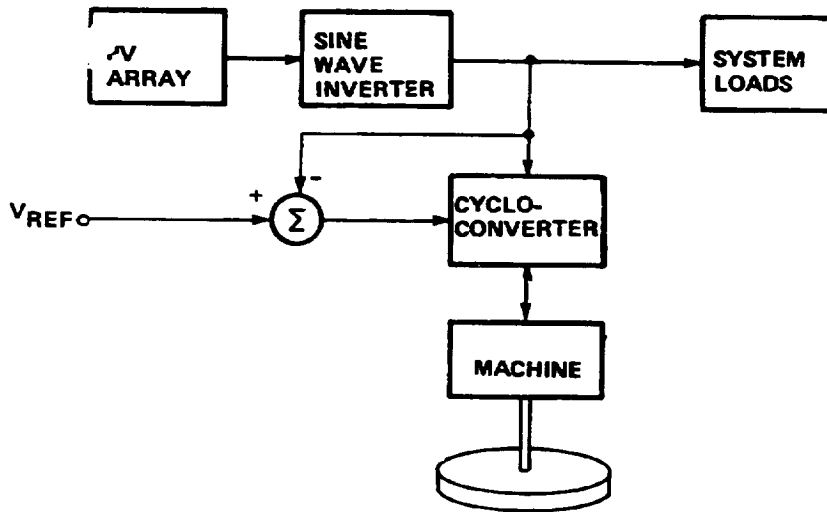 ARRAY
SINE
WAVE
INVERTER
SYSTEM
LOADS
VREF
+
-
Σ
CYCLO-
CONVERTER
MACHINE